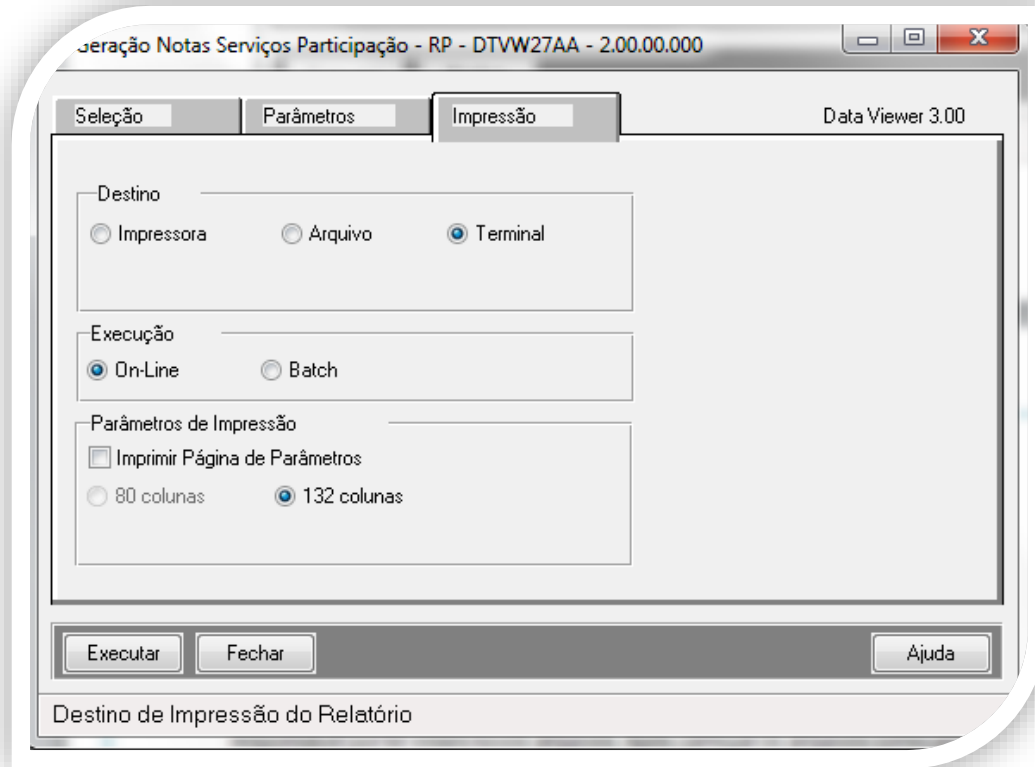 Geração Notas Serviços Participação - RP - DTVW27AA - 2.00.00.000
Seleção Parâmetros Impressão Data Viewer 3.00
Destino
Impressora Arquivo Terminal
Execução
On-Line Batch
Parâmetros de Impressão
Imprimir Página de Parâmetros
80 colunas 132 colunas
Executar Fechar Ajuda
Destino de Impressão do Relatório